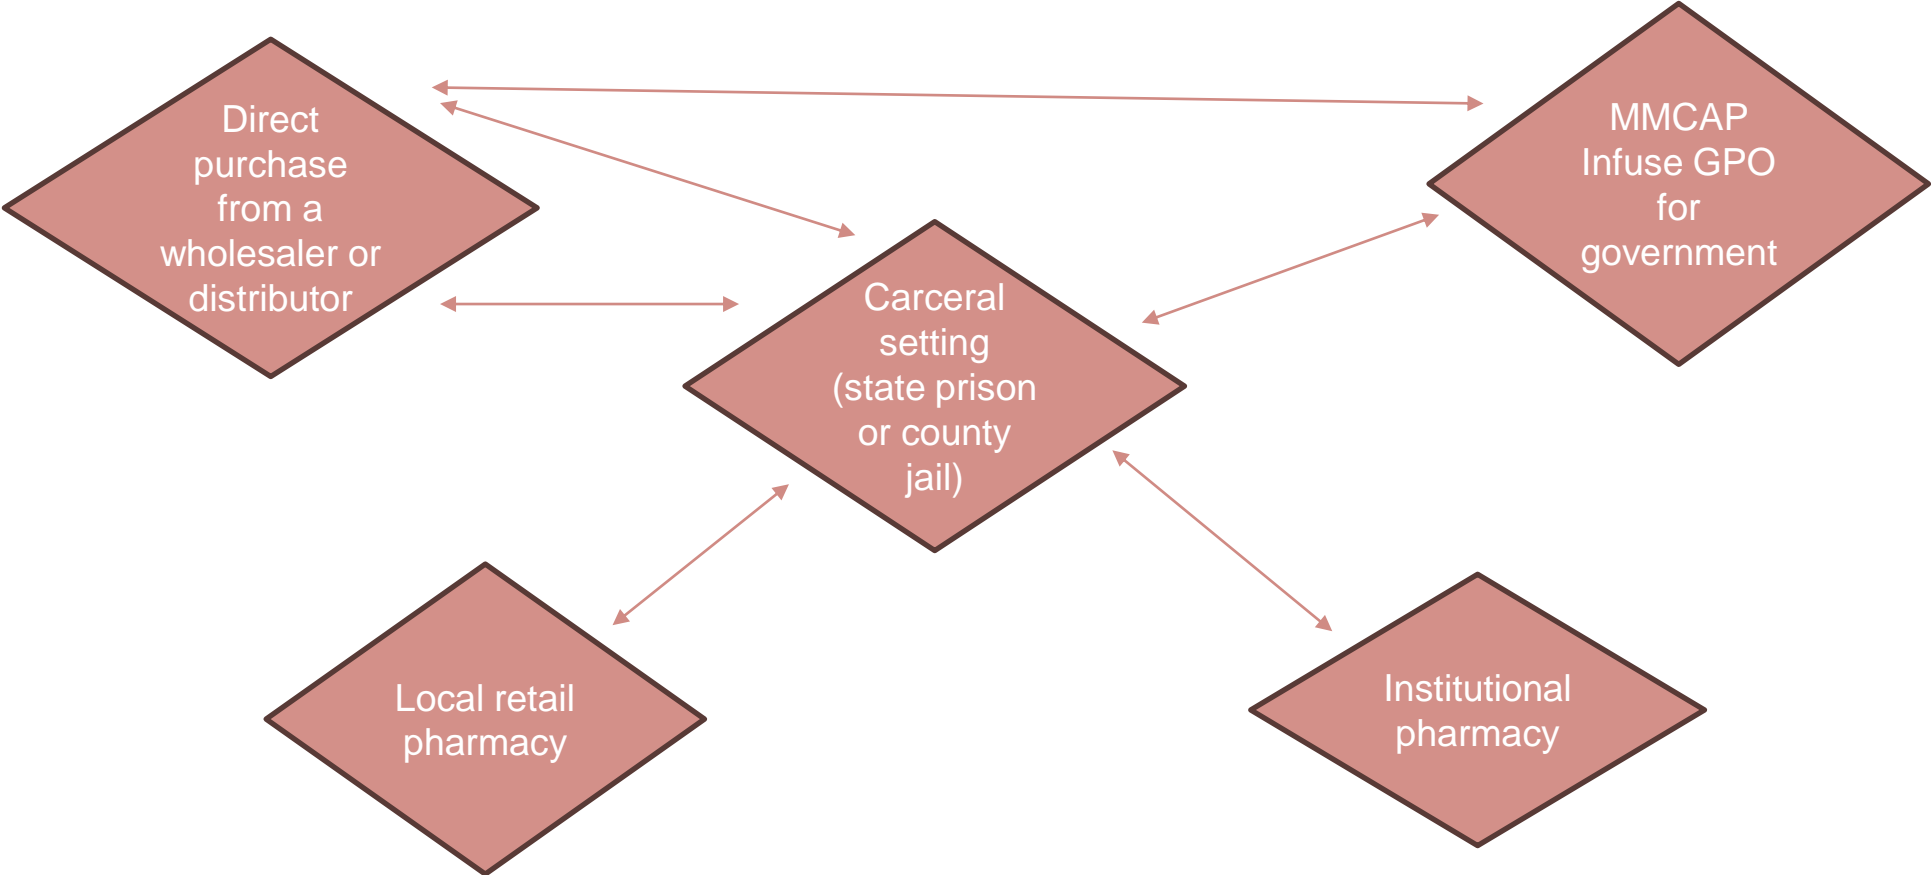 Direct
purchase
from a
wholesaler or
distributor
MMCAP
Infuse GPO
for
government
Carceral
setting
(state prison
or county
jail)
Local retail
pharmacy
Institutional
pharmacy